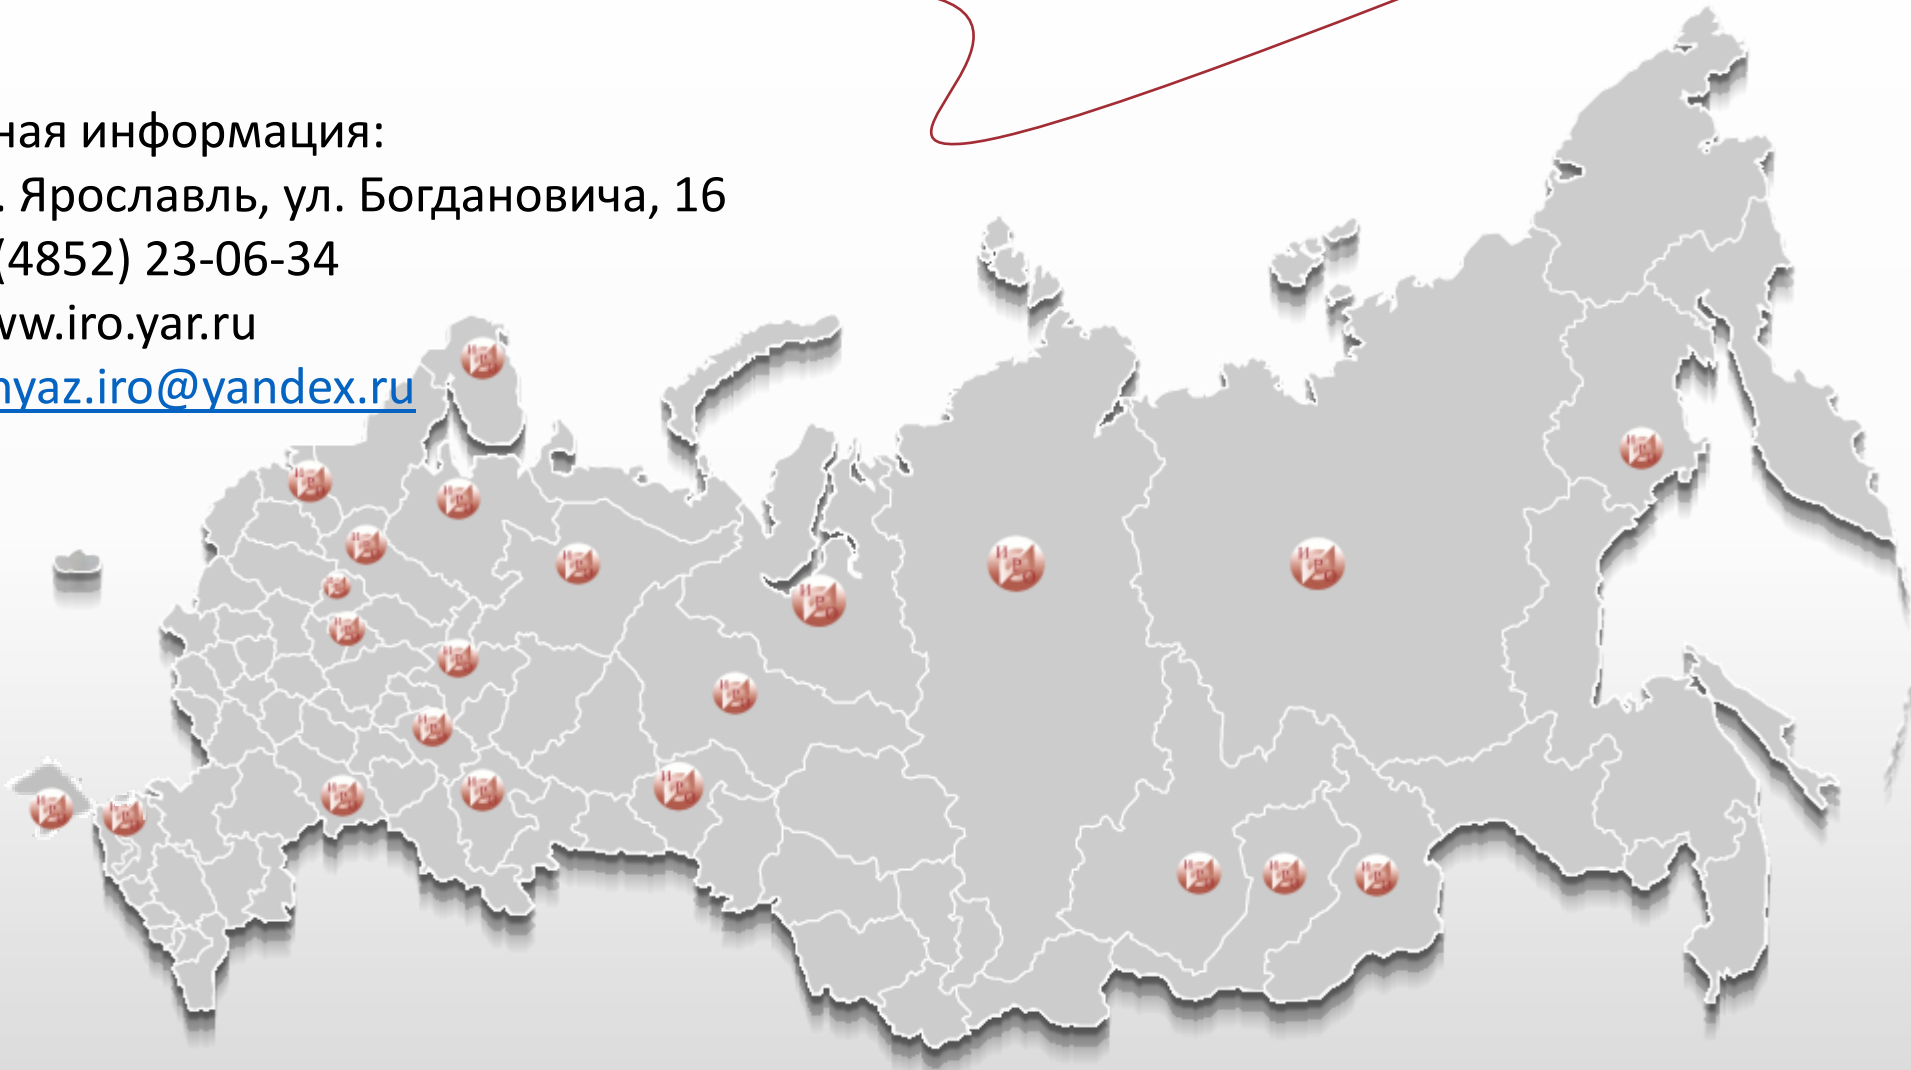 ная информация:
. Ярославль, ул. Богдановича, 16
(4852) 23-06-34
ww.iro.yar.ru
nyaz.iro@yandex.ru